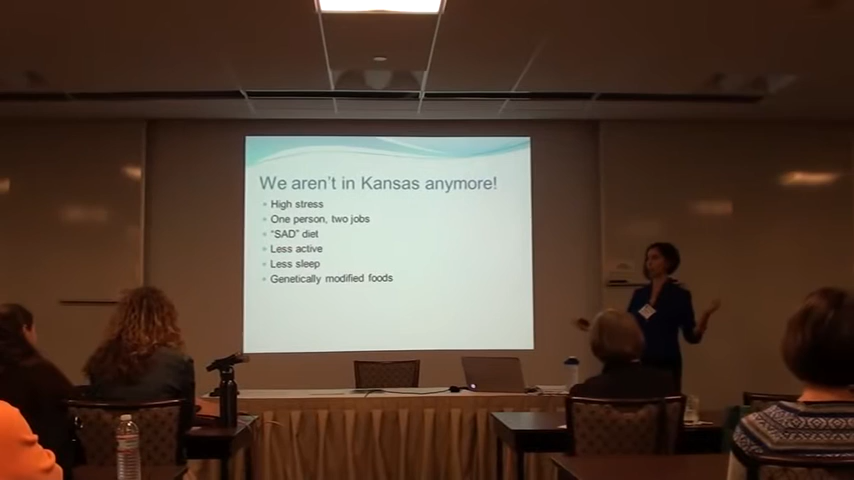 We aren't in Kansas anymore!
High stress
One person, two jobs
"SAD" diet
Less active
Less sleep
Genetically modified foods